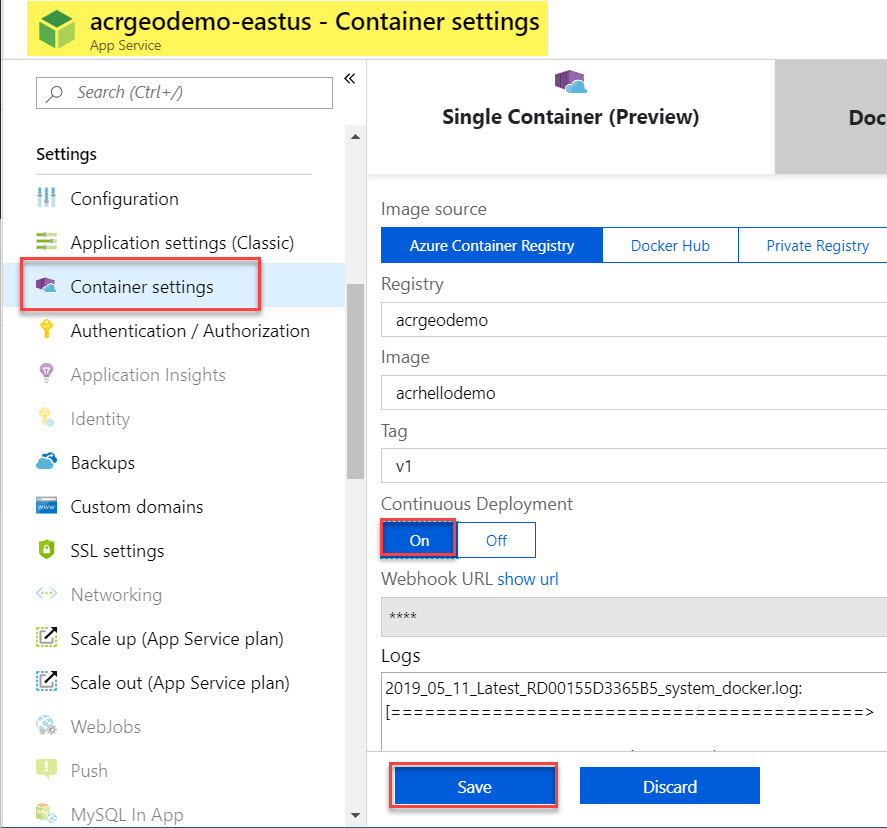 acrgeodemo-eastus - Container settings
App Service
Search (Ctrl+/)
«
Settings
Configuration
Application settings (Classic)
Container settings
Authentication / Authorization
Application Insights
Identity
Backups
www
Custom domains
SSL settings
Networking
Scale up (App Service plan)
Scale out (App Service plan)
WebJobs
Push
MySQL In App
Single Container (Preview)
Doc
Image source
Azure Container Registry
Docker Hub
Private Registry
Registry
acrgeodemo
Image
acrhellodemo
Tag
v1
Continuous Deployment
On
Off
Webhook URL show url
****
Logs
2019_05_11_Latest_RD00155D3365B5_system_docker.log:
[==========================================>
Save
Discard